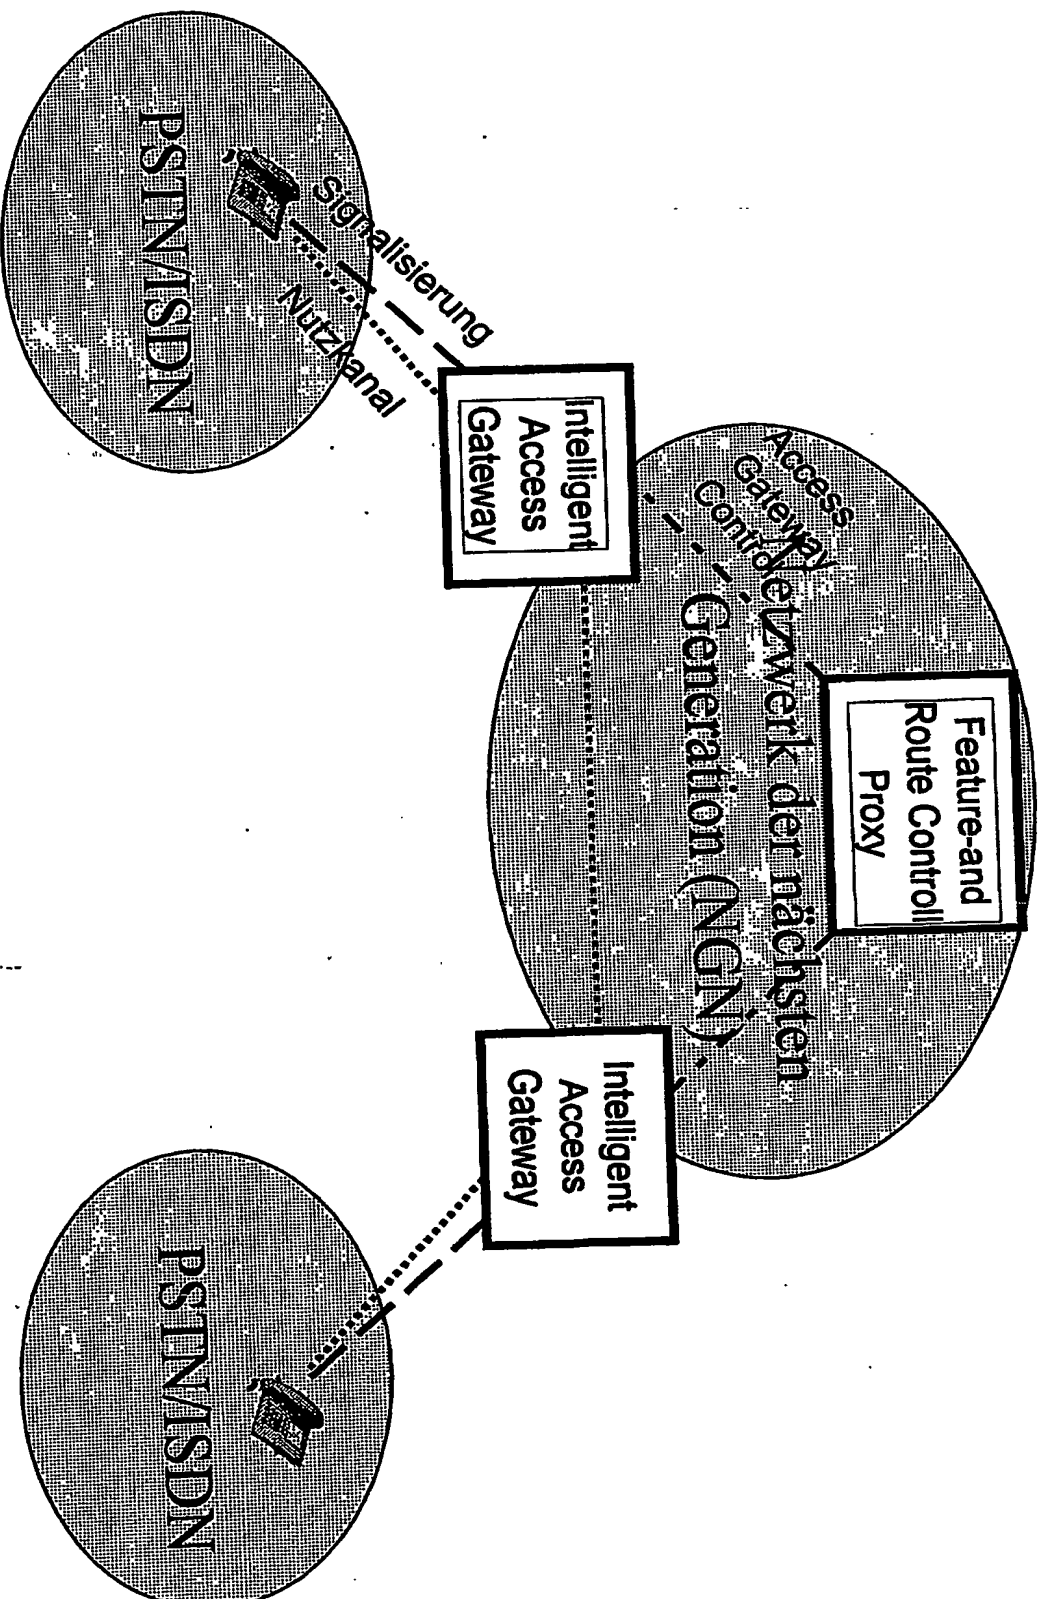 Feature-and
Route Controll
Proxy
Access
Gateway
Control
Netzwerk der nächsten
Generation (NGN)
Intelligent
Access
Gateway
Intelligent
Access
Gateway
Signalisierung
Nutzkanal
PSTN/ISDN
PSTN/ISDN